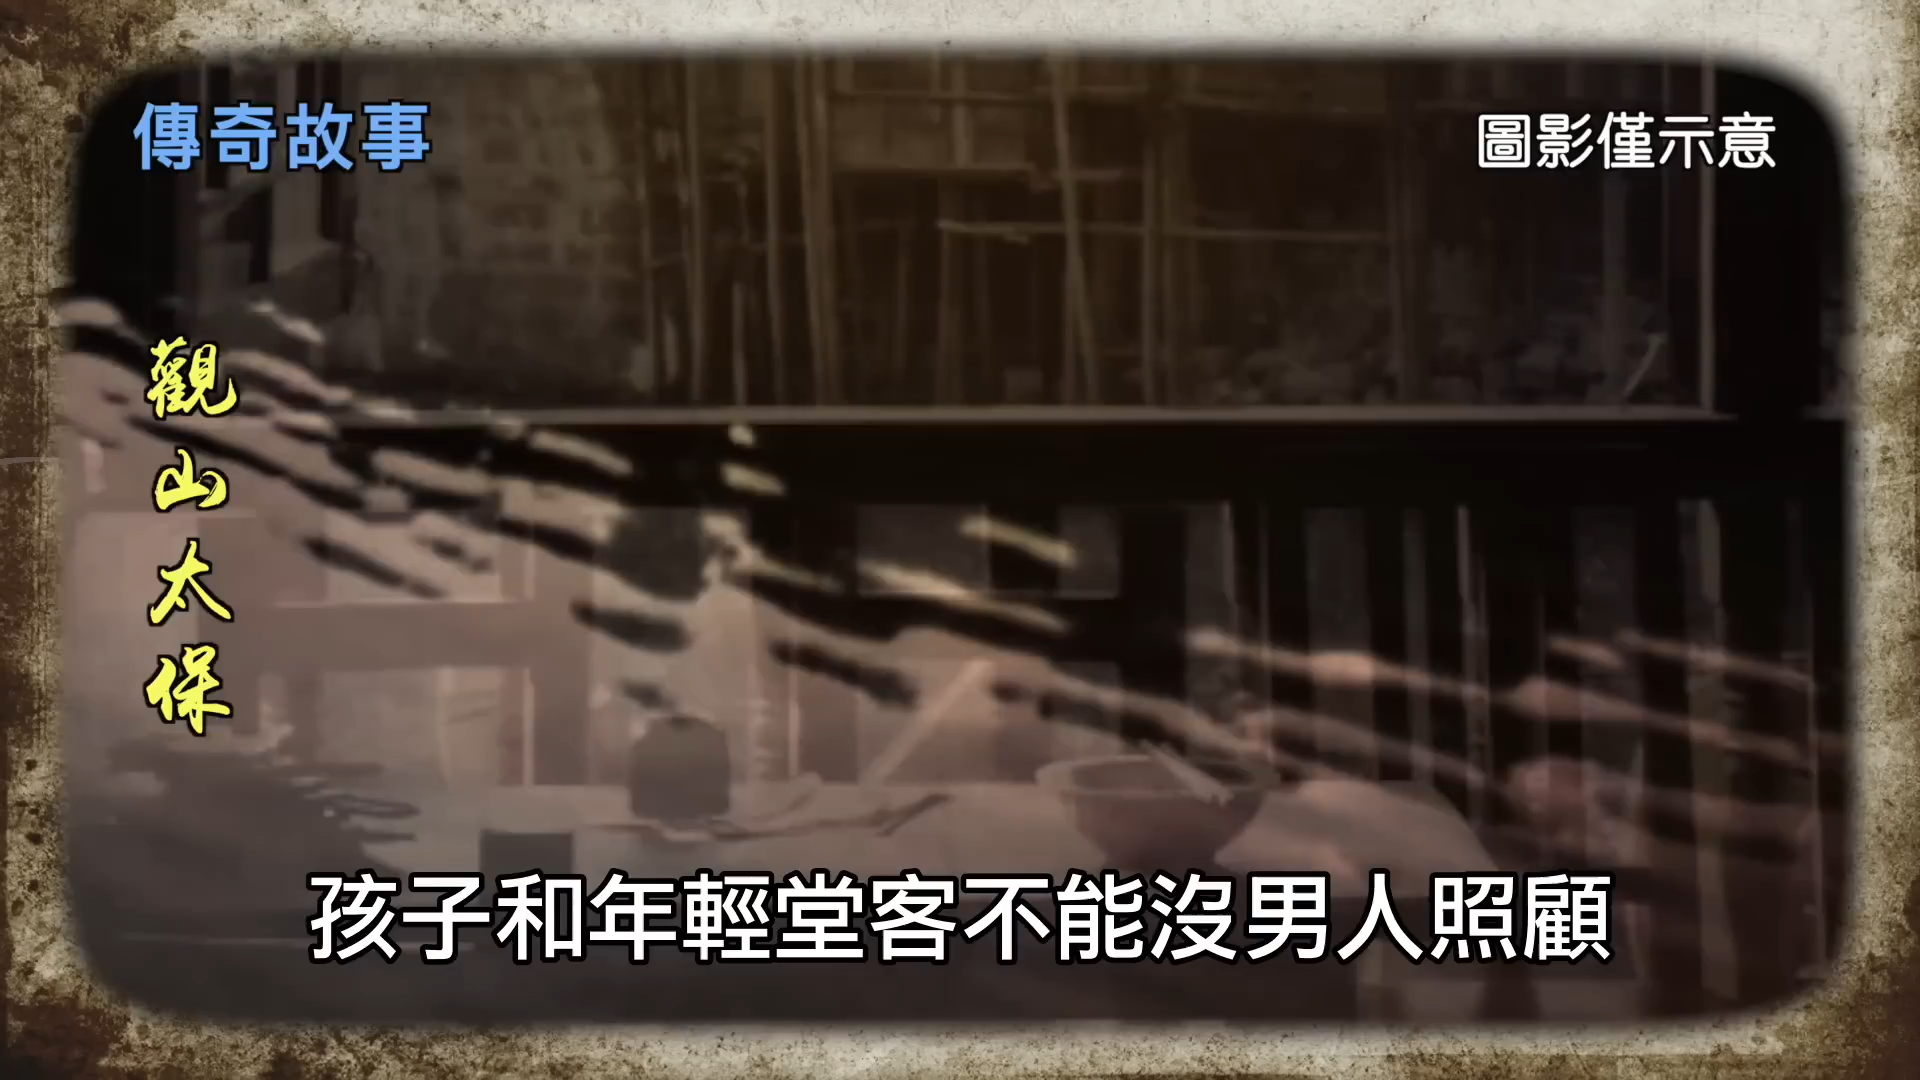 傳奇故事
圖影僅示意
觀山太保
孩子和年輕堂客不能沒男人照顧